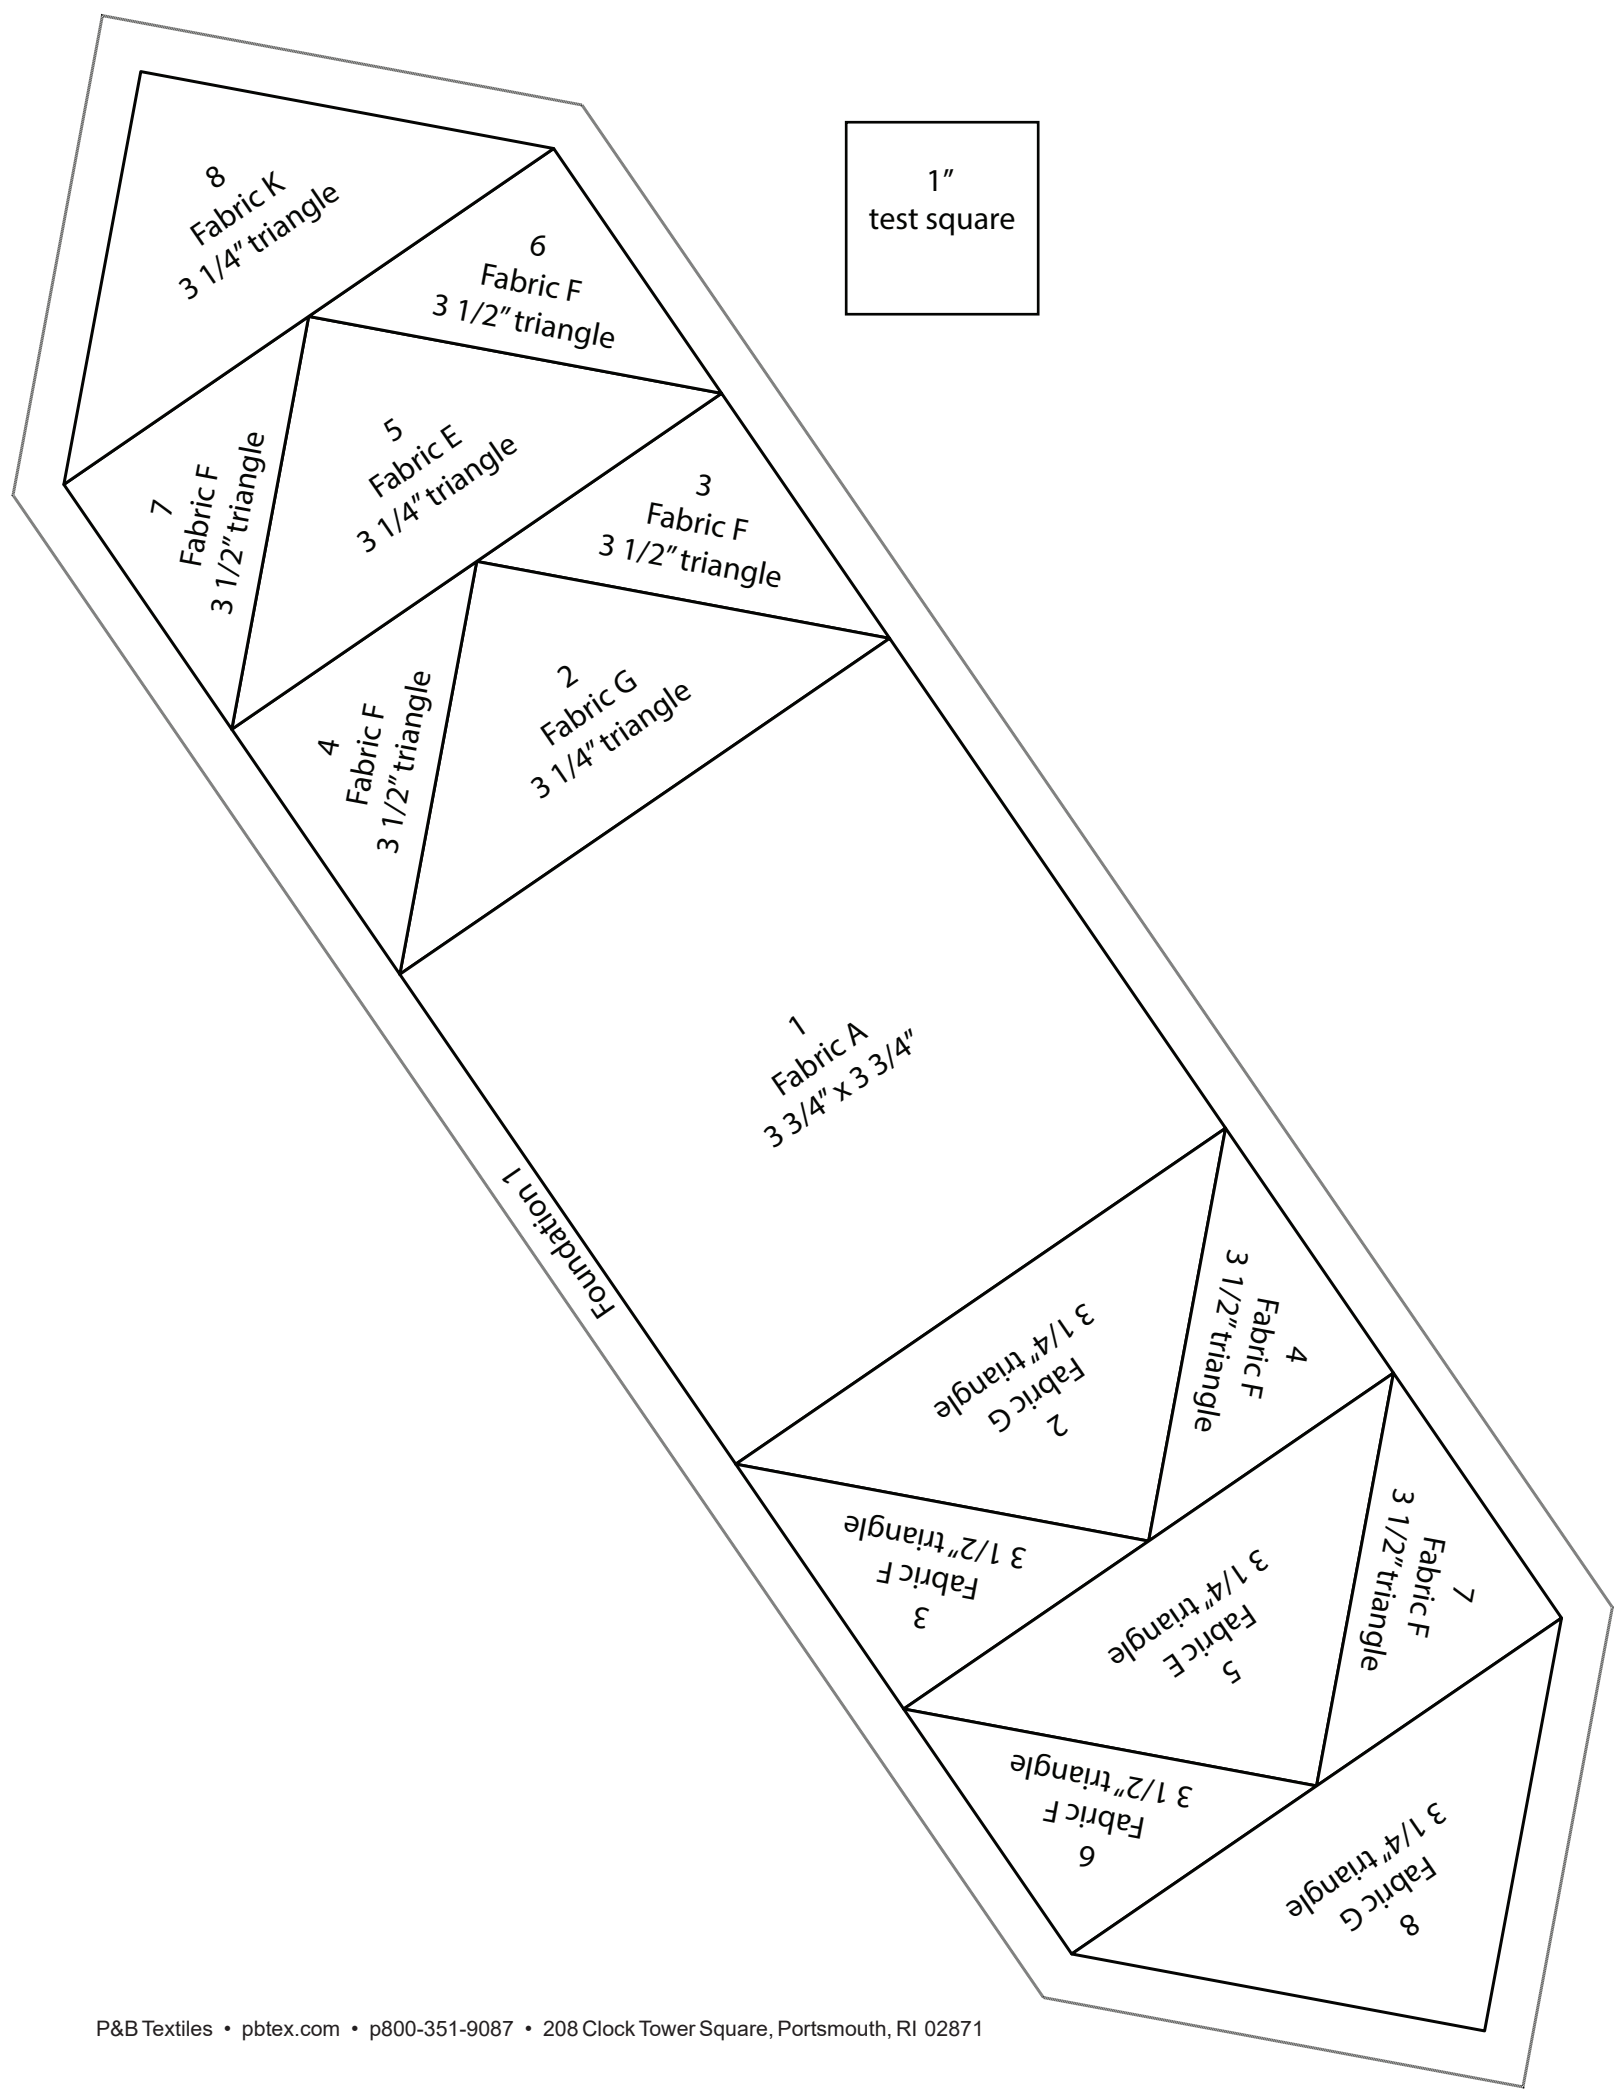 1”
test square
8
Fabric K
3 1/4” triangle
6
Fabric F
3 1/2” triangle
5
Fabric E
3 1/4” triangle
7
Fabric F
3 1/2” triangle
3
Fabric F
3 1/2” triangle
2
Fabric G
3 1/4” triangle
4
Fabric F
3 1/2” triangle
1
Fabric A
3 3/4” x 3 3/4”
Foundation 1
2
Fabric G
3 1/4” triangle
4
Fabric F
3 1/2” triangle
3
Fabric F
3 1/2” triangle
5
Fabric E
3 1/4” triangle
7
Fabric F
3 1/2” triangle
6
Fabric F
3 1/2” triangle
8
Fabric G
3 1/4” triangle
P&B Textiles • pbtex.com • p800-351-9087 • 208 Clock Tower Square, Portsmouth, RI 02871